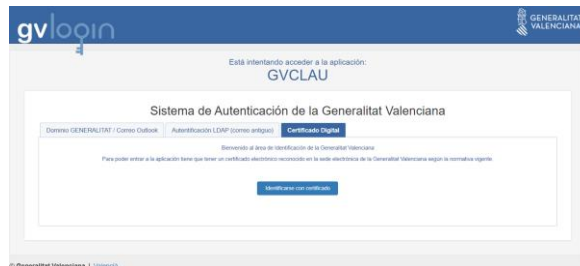 gvlogin
GENERALITAT
VALENCIANA
Está intentando acceder a la aplicación:
GVCLAU
Sistema de Autenticación de la Generalitat Valenciana
Dominio GENERALITAT / Correo Outlook
Autentificación LDAP (correo antiguo)
Certificado Digital
Bienvenido al área de Identificación de la Generalitat Valenciana
Para poder entrar a la aplicación tiene que tener un certificado electrónico reconocido en la sede electrónica de la Generalitat Valenciana según la normativa vigente
Identificarse con certificado
© Generalitat Valenciana | Valencià